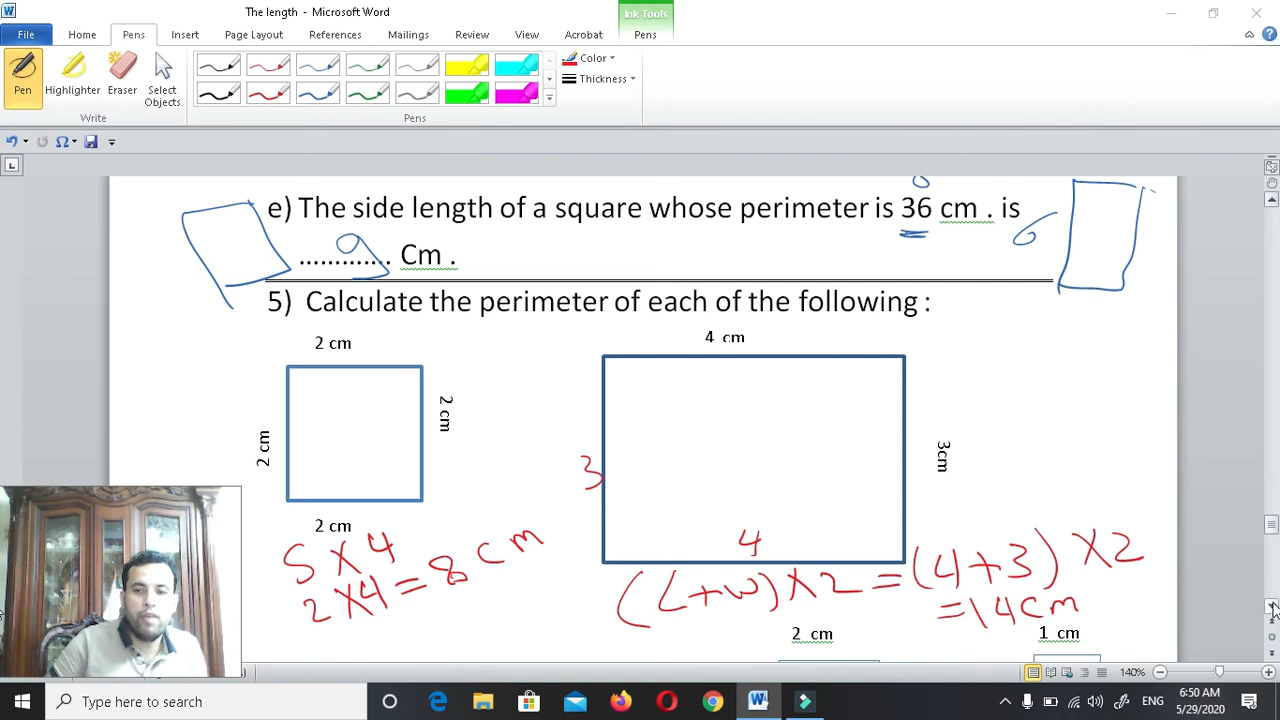 The length - Microsoft Word
Ink Tools
File Home Pens Insert Page Layout References Mailings Review View Acrobat Pens
Pen Highlighter Eraser Select Objects
Color
Thickness
Write Pens
e) The side length of a square whose perimeter is 36 cm . is 6
.............. Cm .
9
5) Calculate the perimeter of each of the following :
2 cm
4 cm
2 cm
2 cm
3
3cm
2 cm
4
S X 4
2 X 4 = 8 cm
(L + w) X 2 = (4 + 3) X 2
= 14 cm
2 cm
1 cm
140%
Type here to search
ENG
6:50 AM
5/29/2020